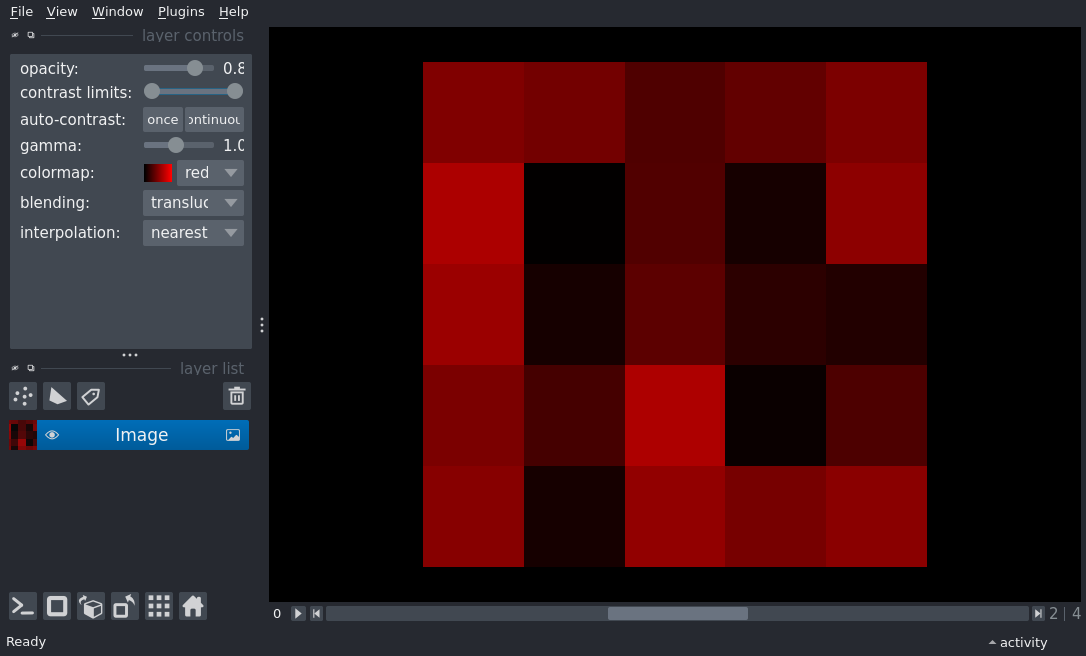 File View Window Plugins Help
layer controls
opacity: 0.8
contrast limits:
auto-contrast: once ontinuou
gamma: 1.0
colormap: red
blending: transluc
interpolation: nearest
layer list
Image
0 2 | 4
Ready activity